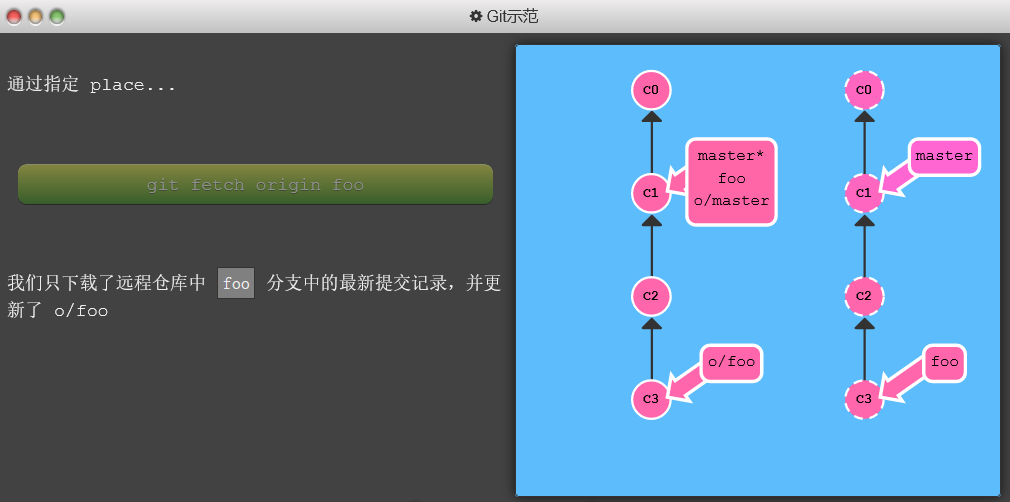 Git示范
通过指定 place...
git fetch origin foo
我们只下载了远程仓库中 foo 分支中的最新提交记录，并更
新了 o/foo
c0
c0
master*
foo
o/master
master
c1
c1
c2
c2
o/foo
foo
c3
c3